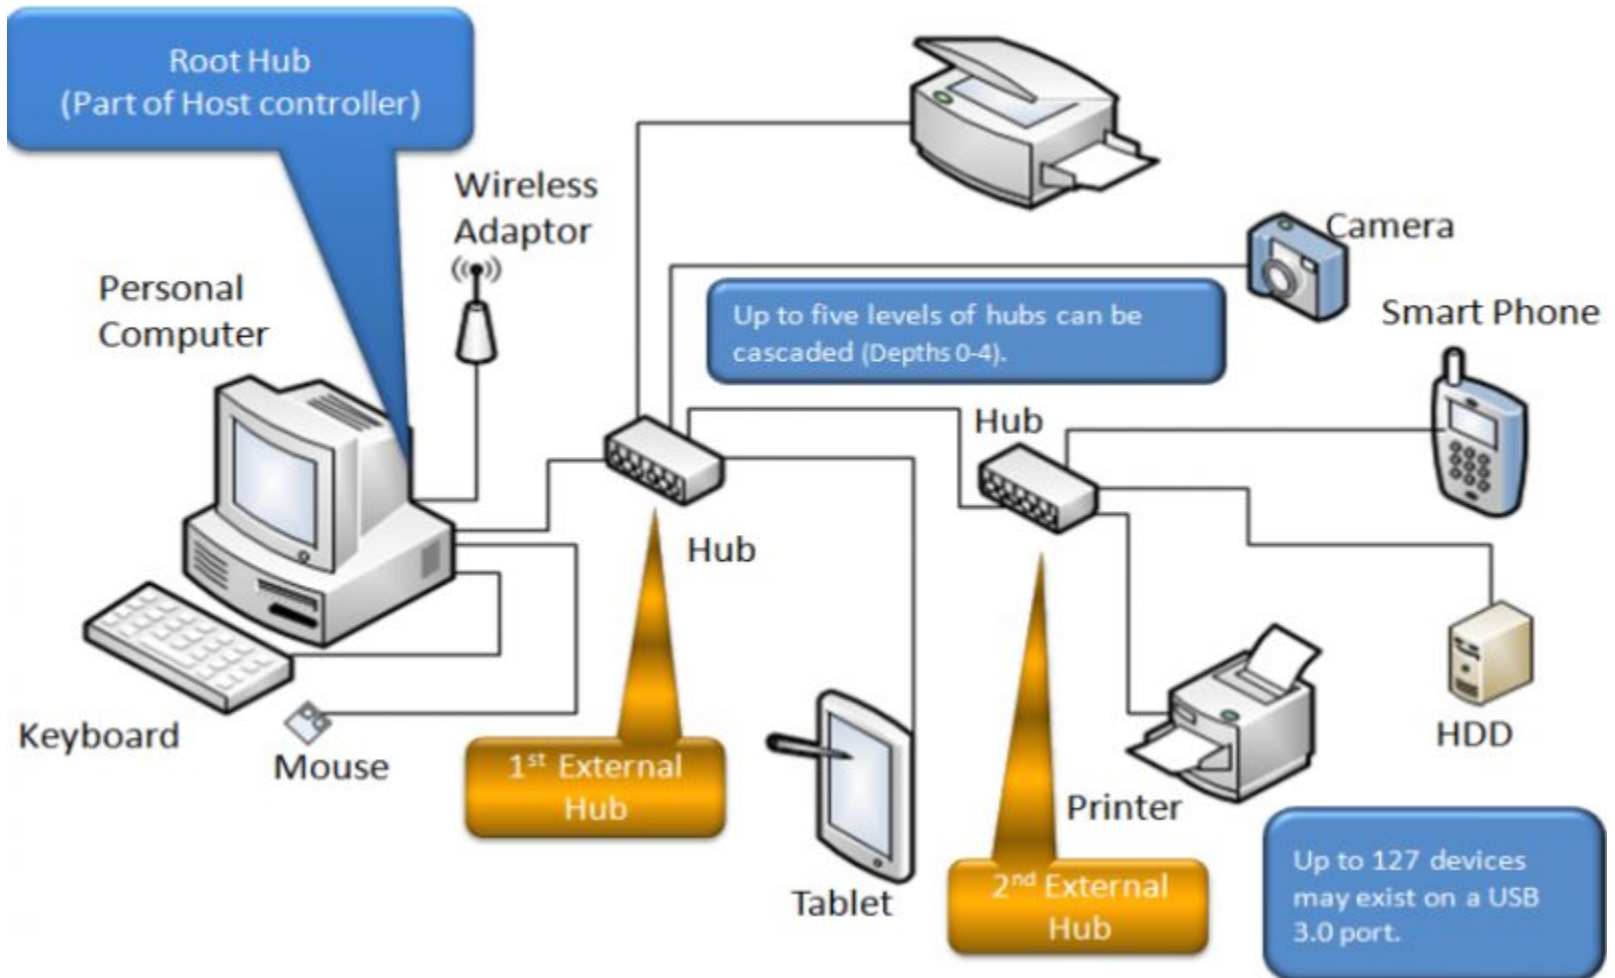 Root Hub
(Part of Host controller)
Wireless
Adaptor
Personal
Computer
Camera
Up to five levels of hubs can be
cascaded (Depths 0-4).
Smart Phone
Hub
Hub
Keyboard
Mouse
1st External
Hub
Tablet
2nd External
Hub
Printer
HDD
Up to 127 devices
may exist on a USB
3.0 port.